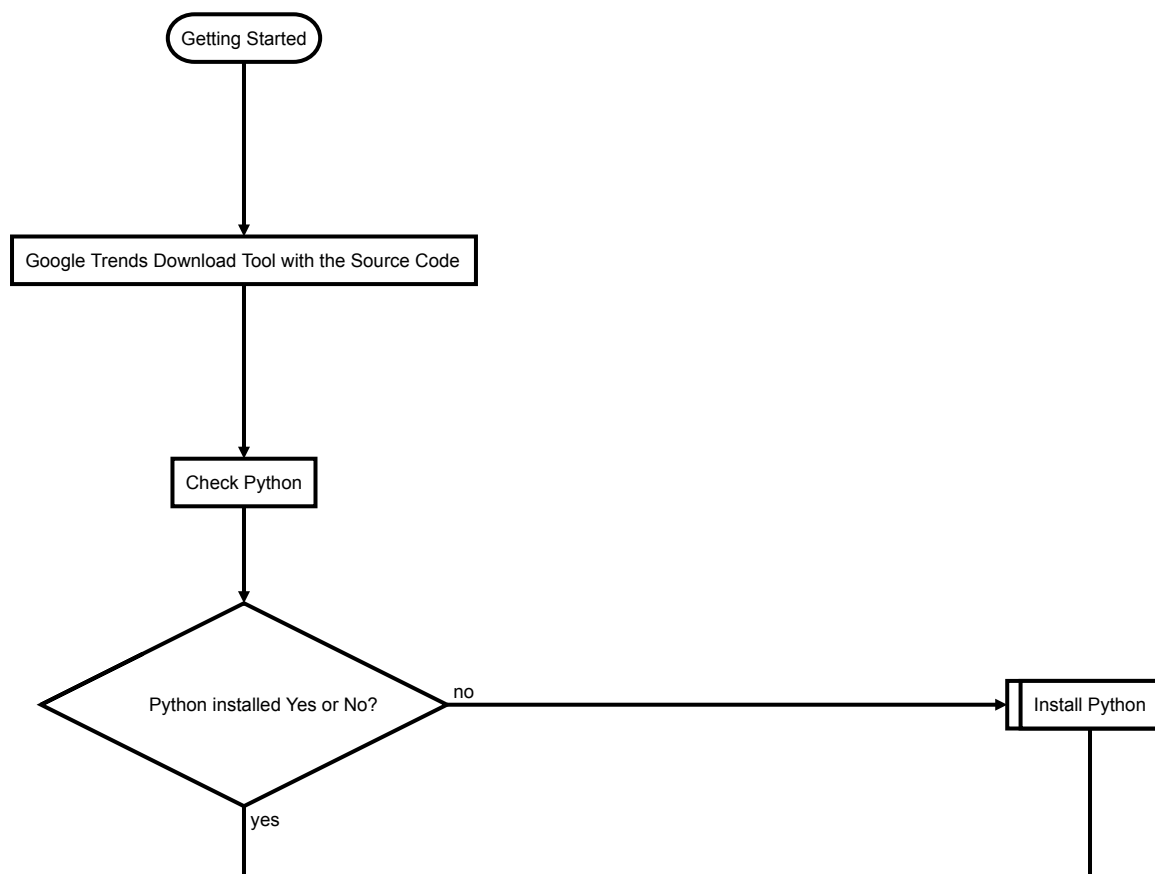 Getting Started
Google Trends Download Tool with the Source Code
Check Python
Python installed Yes or No?
no
Install Python
yes